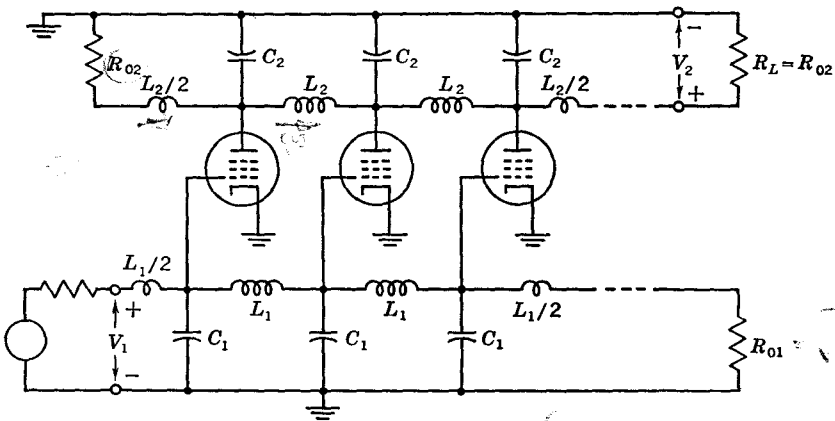 R02
C2
C2
C2
−
V2
+
RL = R02
L2/2
L2
L2
L2/2
L1/2
L1
L1
L1/2
+
V1
−
C1
C1
C1
R01